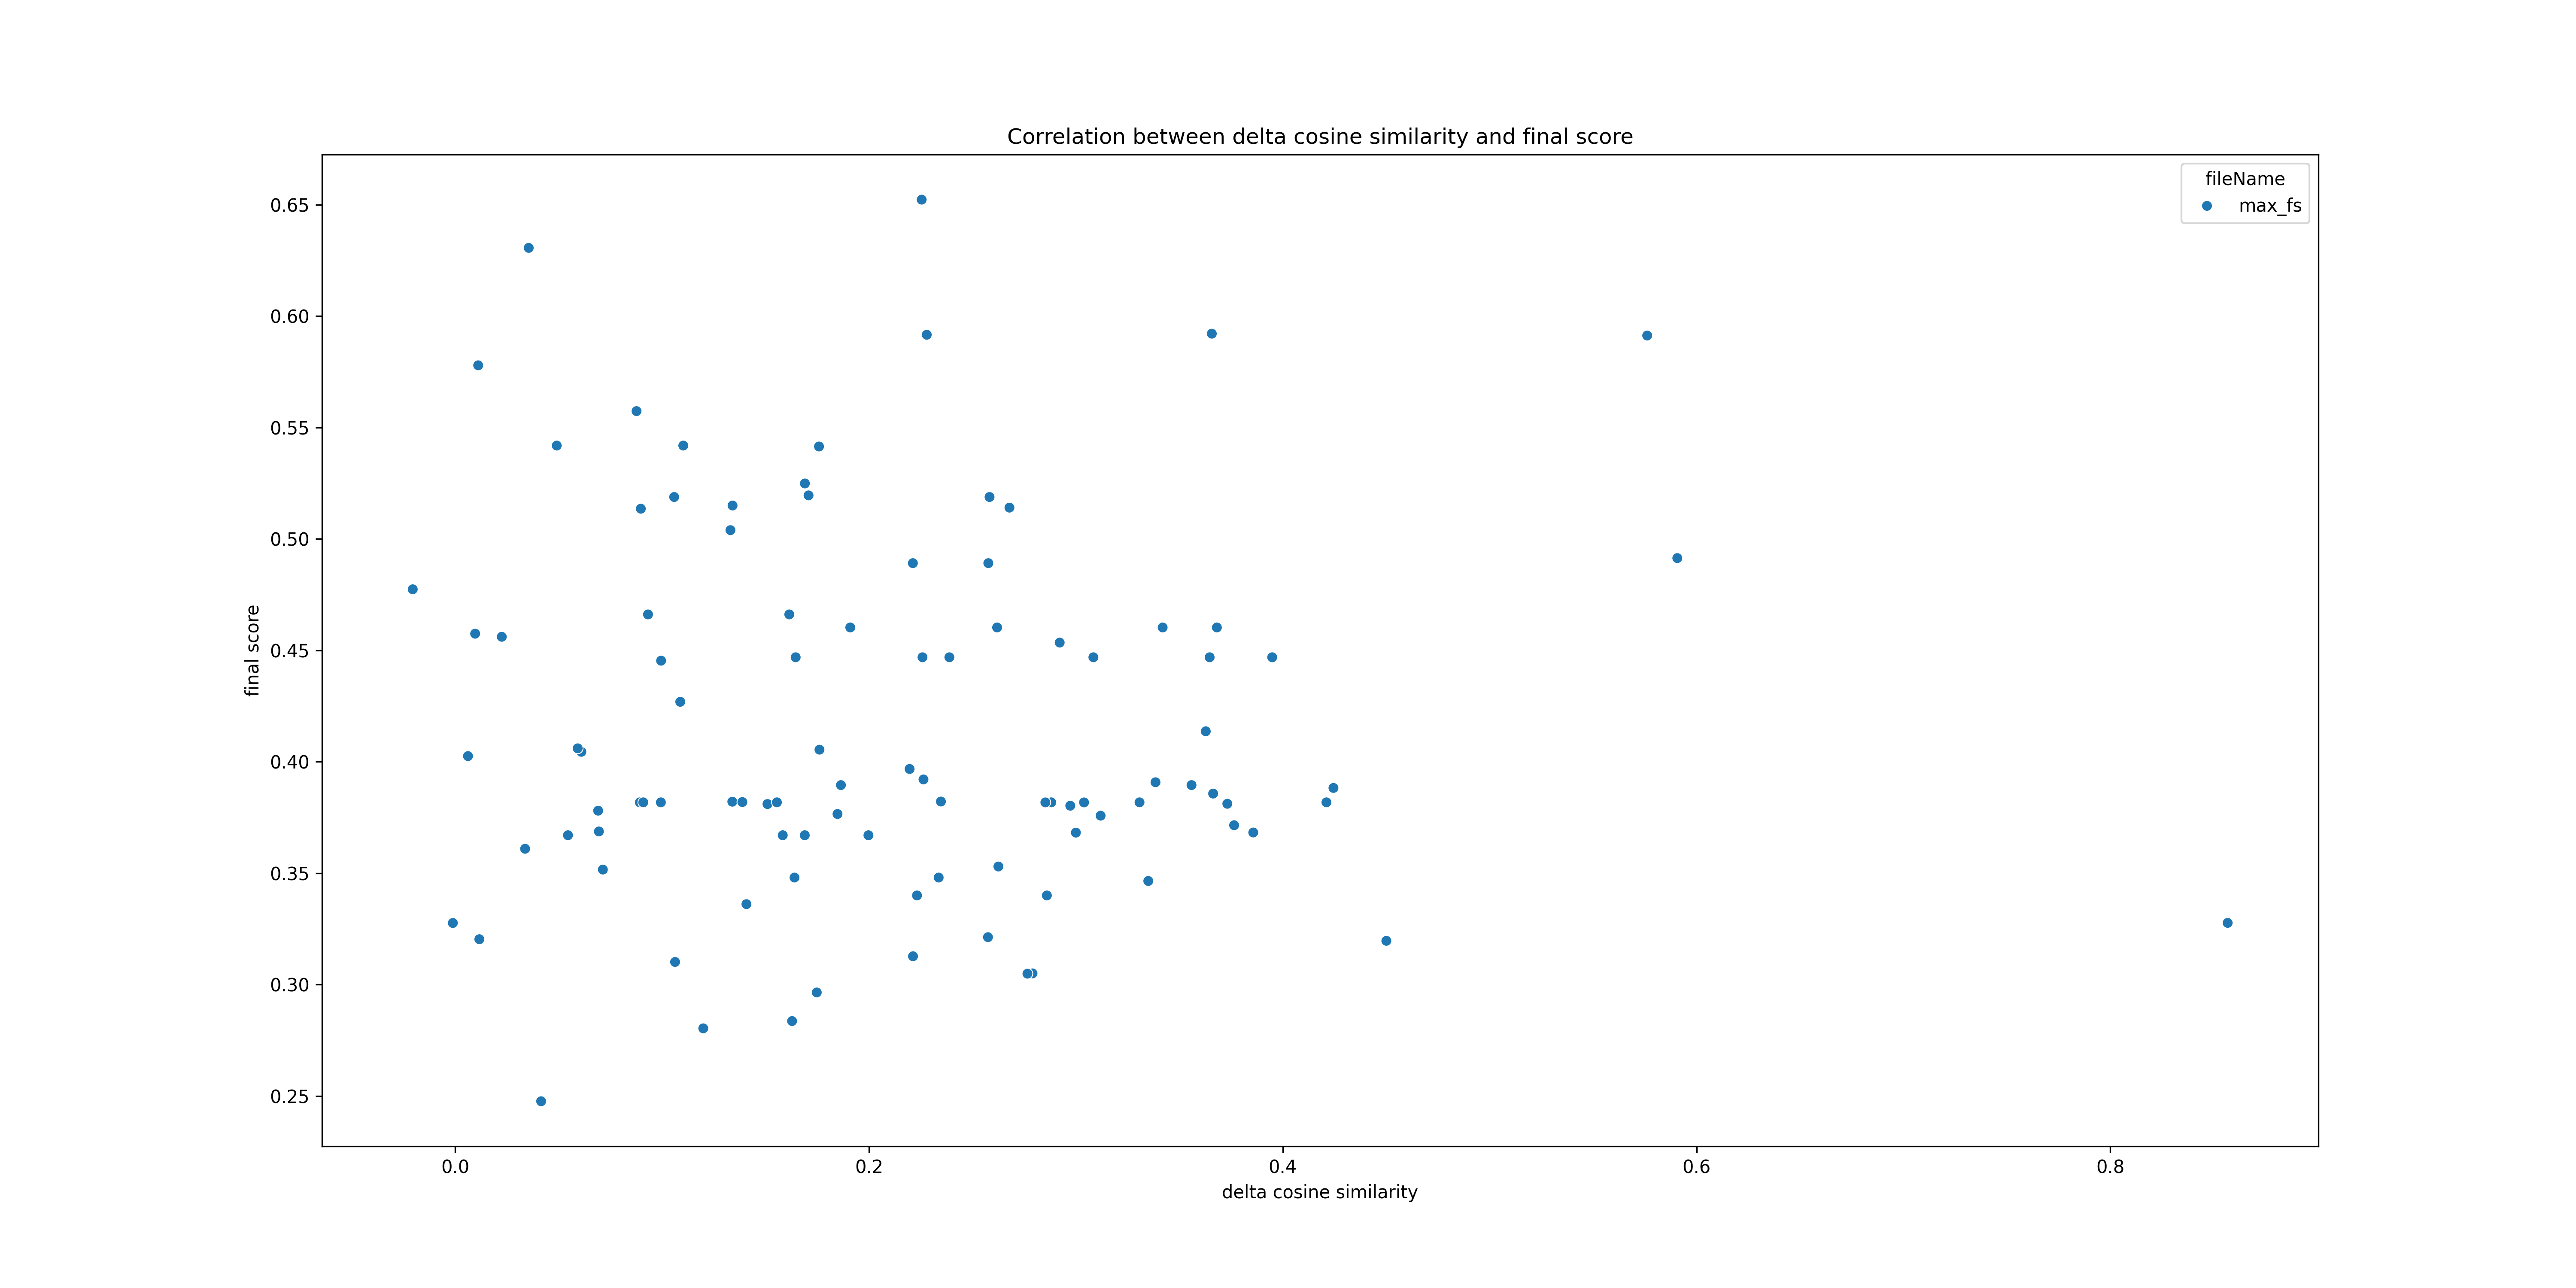 Correlation between delta cosine similarity and final score
fileName
max_fs
0.65
0.60
0.55
0.50
0.45
0.40
0.35
0.30
0.25
final score
0.0 0.2 0.4 0.6 0.8
delta cosine similarity